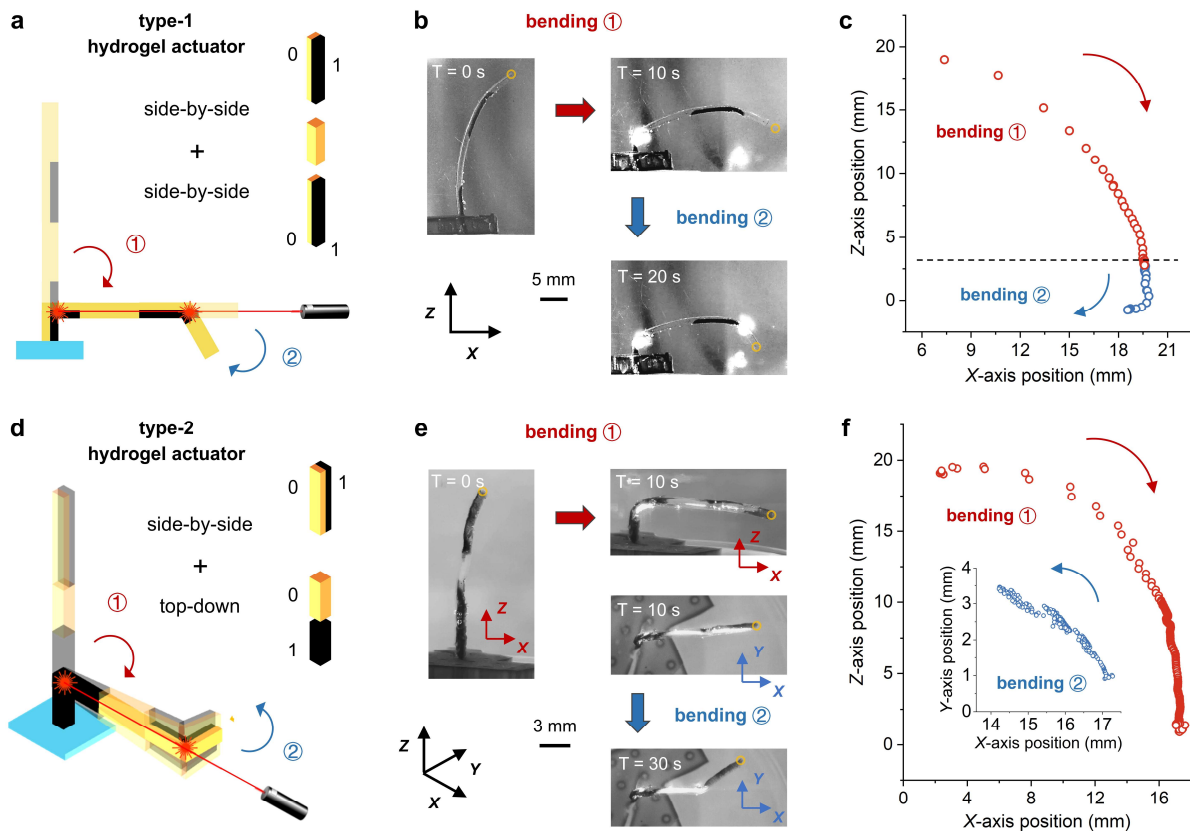 a
type-1
hydrogel actuator
0
1
side-by-side
+
side-by-side
0
1
①
②
b
bending ①
T = 0 s
T = 10 s
bending ②
T = 20 s
5 mm
Z
X
c
Z-axis position (mm)
20
15
10
5
0
bending ①
bending ②
6 9 12 15 18 21
X-axis position (mm)
d
type-2
hydrogel actuator
0
1
side-by-side
+
top-down
0
1
①
②
e
bending ①
T = 0 s
Z
X
T = 10 s
Z
X
T = 10 s
Y
X
bending ②
T = 30 s
Y
X
3 mm
Z
Y
X
f
Z-axis position (mm)
20
15
10
5
0
bending ①
Y-axis position (mm)
4
3
2
1
0
bending ②
14 15 16 17
X-axis position (mm)
0 4 8 12 16
X-axis position (mm)